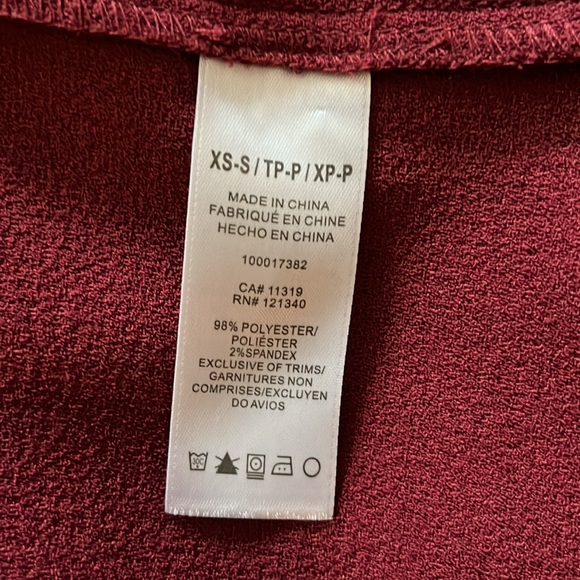 XS-S / TP-P / XP-P
MADE IN CHINA
FABRIQUÉ EN CHINE
HECHO EN CHINA
100017382
CA# 11319
RN# 121340
98% POLYESTER/
POLIÉSTER
2%SPANDEX
EXCLUSIVE OF TRIMS/
GARNITURES NON
COMPRISES/EXCLUYEN
DO AVIOS
30C